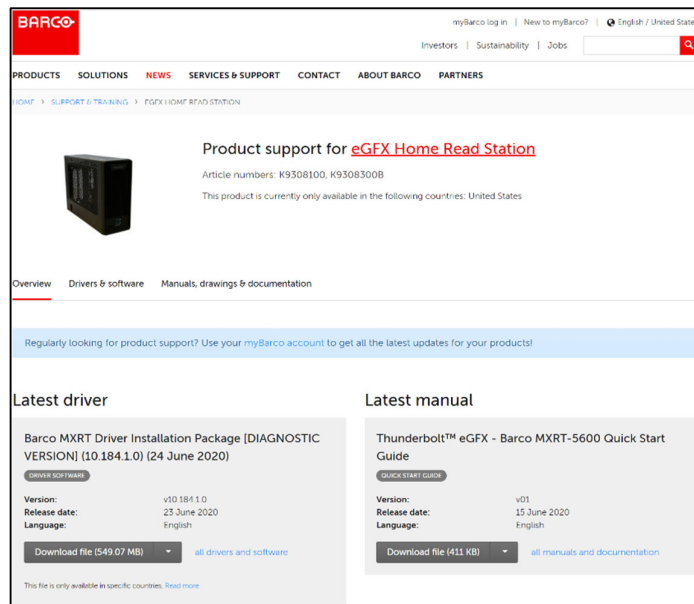 BARCO
myBarco log in | New to myBarco? | English / United State
Investors | Sustainability | Jobs
PRODUCTS SOLUTIONS NEWS SERVICES & SUPPORT CONTACT ABOUT BARCO PARTNERS
HOME > SUPPORT & TRAINING > EGFX HOME READ STATION
Product support for eGFX Home Read Station
Article numbers: K9308100, K9308300B
This product is currently only available in the following countries: United States
Overview Drivers & software Manuals, drawings & documentation
Regularly looking for product support? Use your myBarco account to get all the latest updates for your products!
Latest driver
Barco MXRT Driver Installation Package [DIAGNOSTIC
VERSION] (10.184.1.0) (24 June 2020)
DRIVER SOFTWARE
Version: v10.184.1.0
Release date: 23 June 2020
Language: English
Download file (549.07 MB) all drivers and software
This file is only available in specific countries. Read more
Latest manual
Thunderbolt™ eGFX - Barco MXRT-5600 Quick Start
Guide
QUICK START GUIDE
Version: v01
Release date: 15 June 2020
Language: English
Download file (411 KB) all manuals and documentation